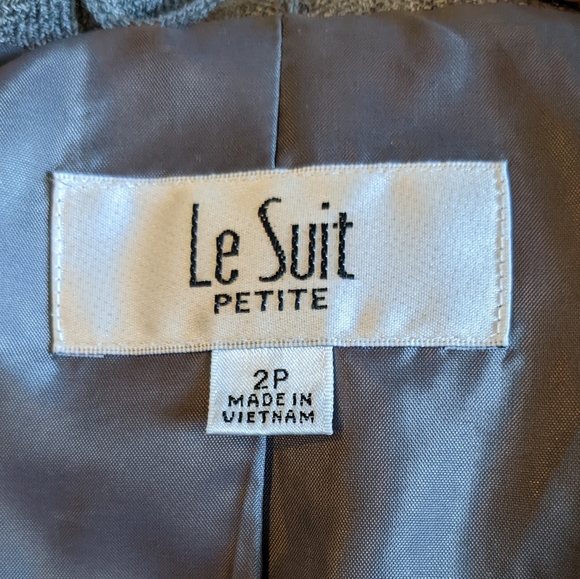 Le Suit
PETITE
2P
MADE IN
VIETNAM